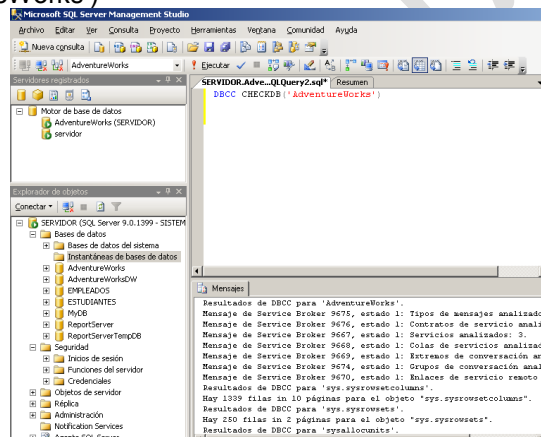 Microsoft SQL Server Management Studio
Archivo Editar Ver Consulta Proyecto Herramientas Ventana Comunidad Ayuda
Nueva consulta
AdventureWorks
Ejecutar
Servidores registrados
Motor de base de datos
AdventureWorks (SERVIDOR)
servidor
Explorador de objetos
Conectar
SERVIDOR (SQL Server 9.0.1399 - SISTEM
Bases de datos
Bases de datos del sistema
Instantáneas de bases de datos
AdventureWorks
AdventureWorksDW
EMPLEADOS
ESTUDIANTES
MyDB
ReportServer
ReportServerTempDB
Seguridad
Inicios de sesión
Funciones del servidor
Credenciales
Objetos de servidor
Réplica
Administración
Notification Services
Agente SQL Server
SERVIDOR.Adve...QLQuery2.sql* Resumen
DBCC CHECKDB('AdventureWorks')
Mensajes
Resultados de DBCC para 'AdventureWorks'.
Mensaje de Service Broker 9675, estado 1: Tipos de mensajes analizado
Mensaje de Service Broker 9676, estado 1: Contratos de servicio anali
Mensaje de Service Broker 9667, estado 1: Servicios analizados: 3.
Mensaje de Service Broker 9668, estado 1: Colas de servicios analizad
Mensaje de Service Broker 9669, estado 1: Extremos de conversación an
Mensaje de Service Broker 9674, estado 1: Grupos de conversación anal
Mensaje de Service Broker 9670, estado 1: Enlaces de servicio remoto
Resultados de DBCC para 'sys.sysrowsetcolumns'.
Hay 1339 filas in 10 páginas para el objeto "sys.sysrowsetcolumns".
Resultados de DBCC para 'sys.sysrowsets'.
Hay 250 filas in 2 páginas para el objeto "sys.sysrowsets".
Resultados de DBCC para 'sysallocunits'.